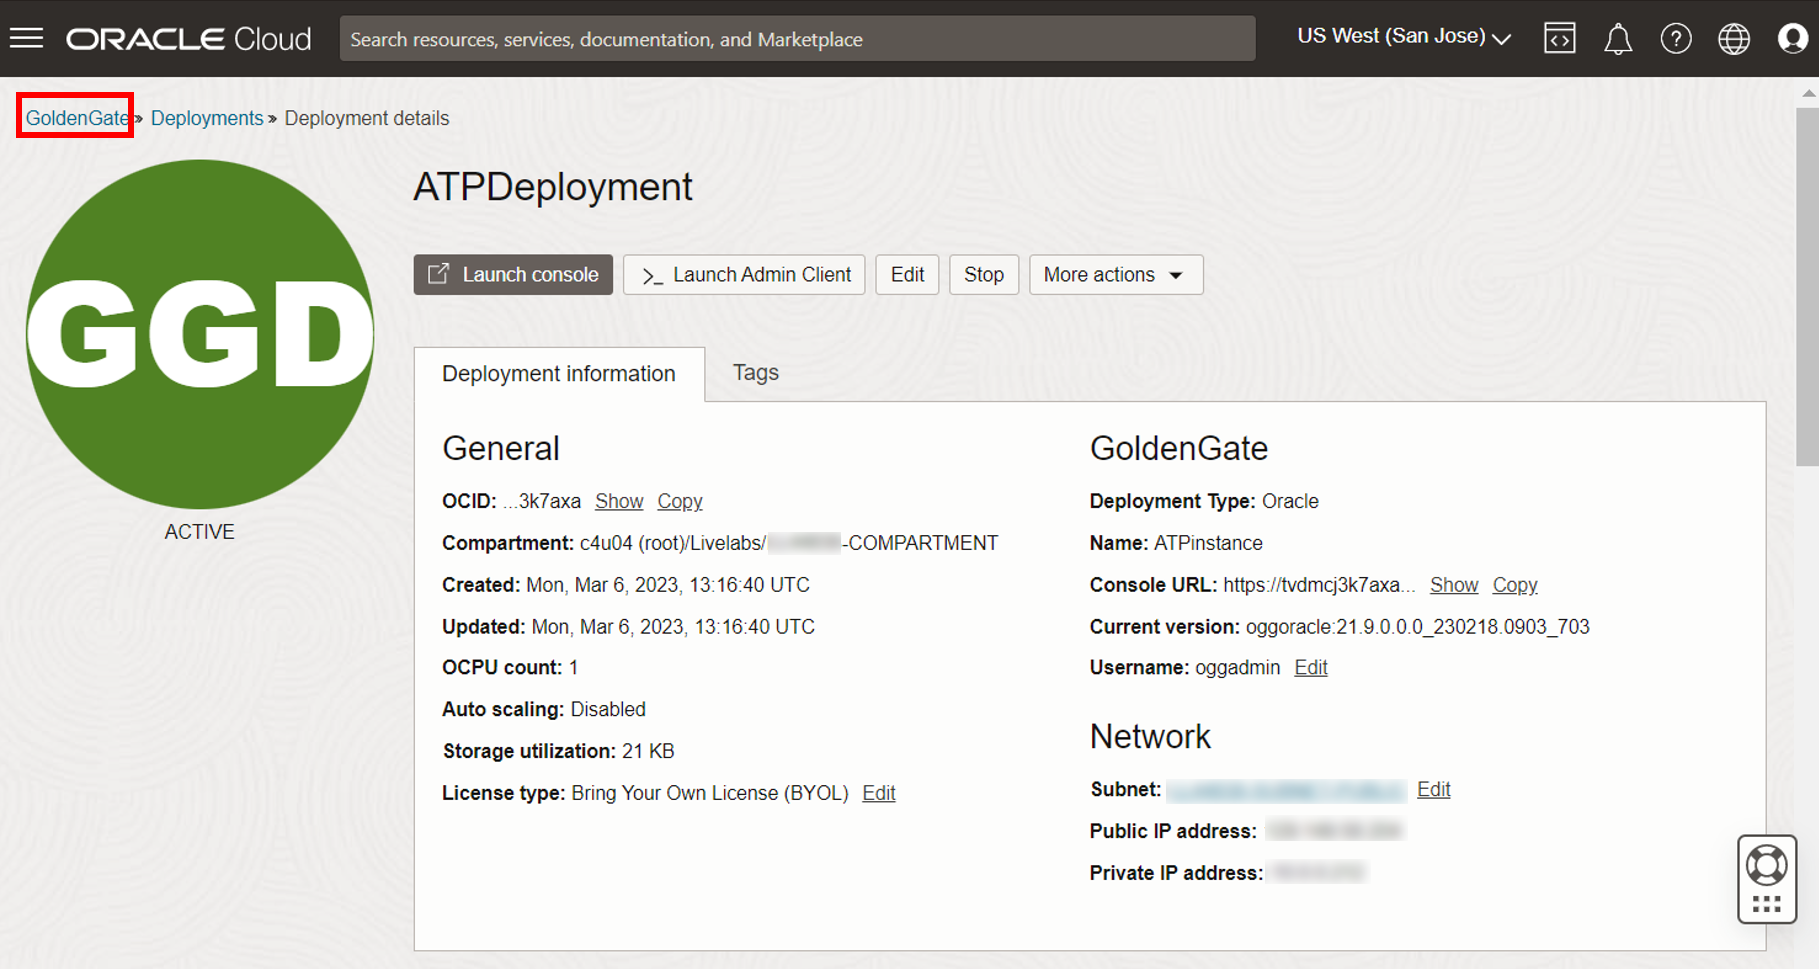 ORACLE Cloud
Search resources, services, documentation, and Marketplace
US West (San Jose)
GoldenGate » Deployments » Deployment details
GGD
ACTIVE
ATPDeployment
Launch console
Launch Admin Client
Edit
Stop
More actions
Deployment information
Tags
General
OCID: ...3k7axa Show Copy
Compartment: c4u04 (root)/Livelabs/ -COMPARTMENT
Created: Mon, Mar 6, 2023, 13:16:40 UTC
Updated: Mon, Mar 6, 2023, 13:16:40 UTC
OCPU count: 1
Auto scaling: Disabled
Storage utilization: 21 KB
License type: Bring Your Own License (BYOL) Edit
GoldenGate
Deployment Type: Oracle
Name: ATPinstance
Console URL: https://tvdmcj3k7axa... Show Copy
Current version: oggoracle:21.9.0.0.0_230218.0903_703
Username: oggadmin Edit
Network
Subnet: Edit
Public IP address:
Private IP address: